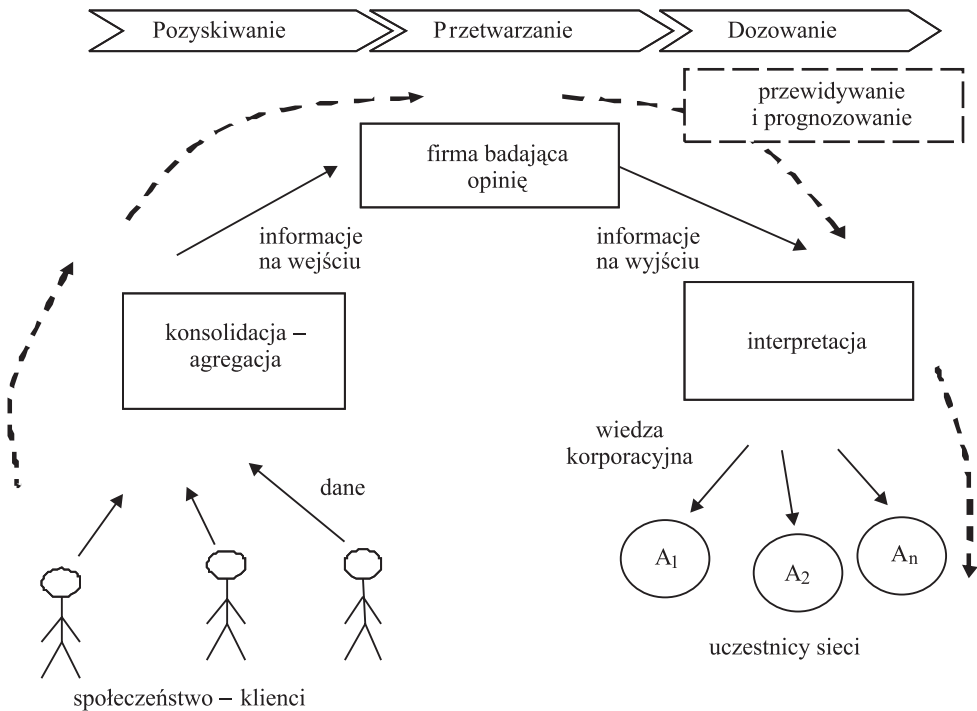 Pozyskiwanie
Przetwarzanie
Dozowanie
przewidywanie
i prognozowanie
firma badająca
opinię
informacje
na wejściu
informacje
na wyjściu
konsolidacja –
agregacja
interpretacja
wiedza
korporacyjna
dane
A1
A2
An
uczestnicy sieci
społeczeństwo – klienci